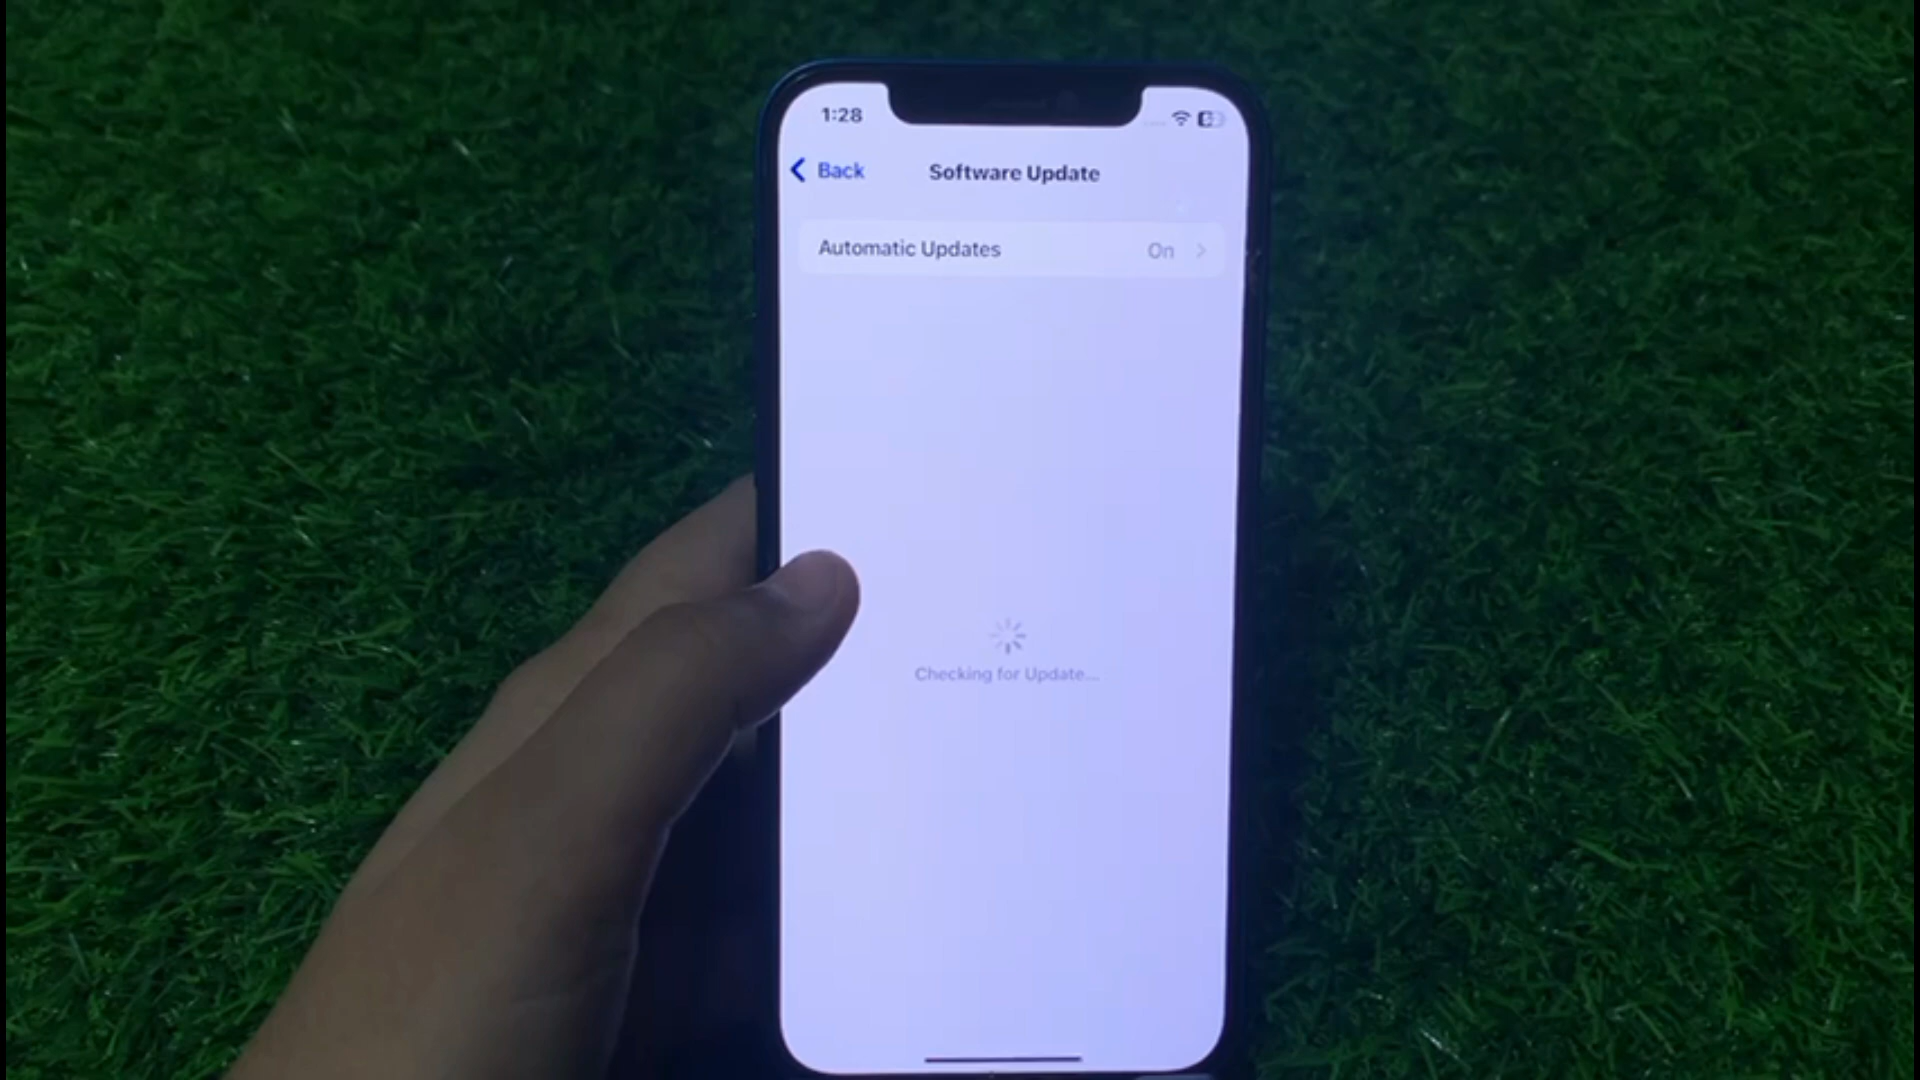 1:28
Back
Software Update
Automatic Updates On
Checking for Update...